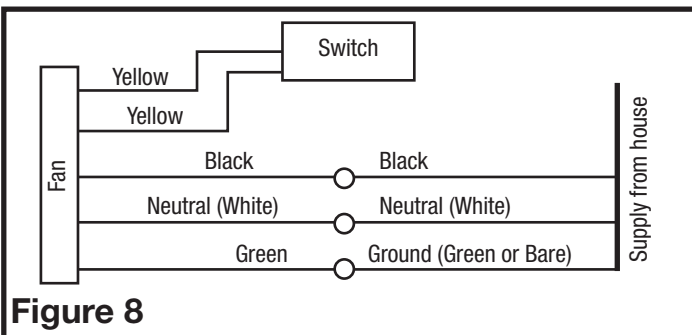 Switch
Yellow
Yellow
Fan
Black
Black
Neutral (White)
Neutral (White)
Green
Ground (Green or Bare)
Supply from house
Figure 8